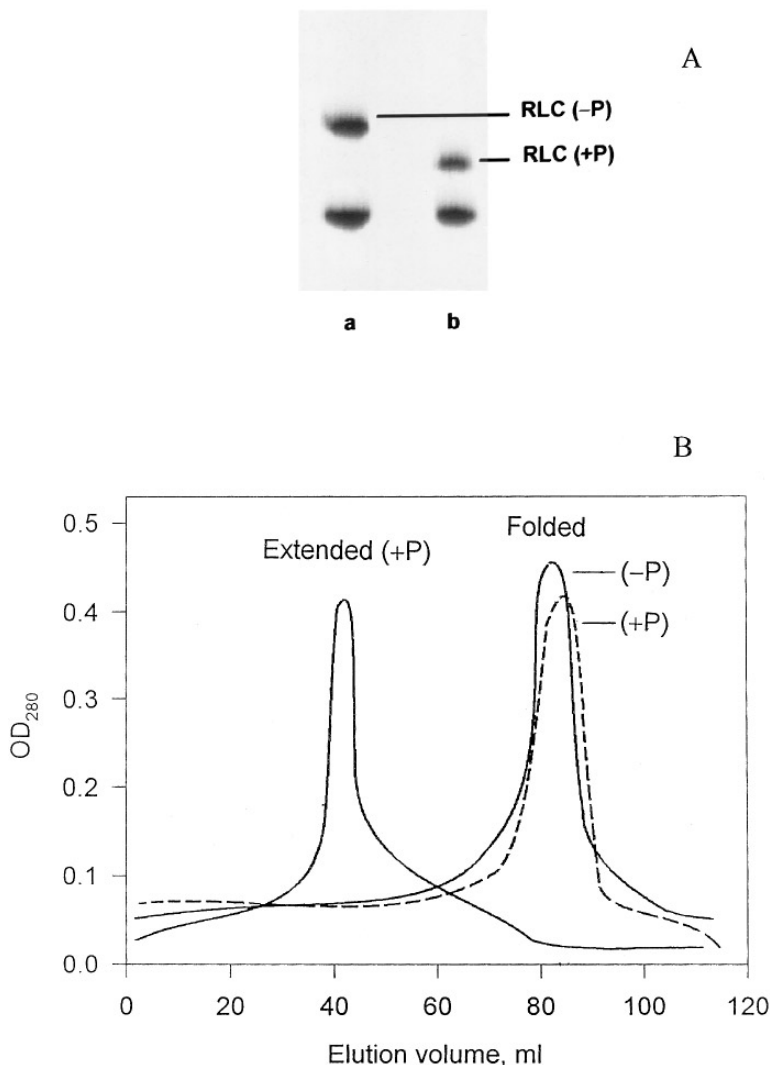 A
RLC (–P)
RLC (+P)
a b
B
0.5
0.4
0.3
0.2
0.1
0.0
OD280
Extended (+P)
Folded
(–P)
(+P)
0 20 40 60 80 100 120
Elution volume, ml